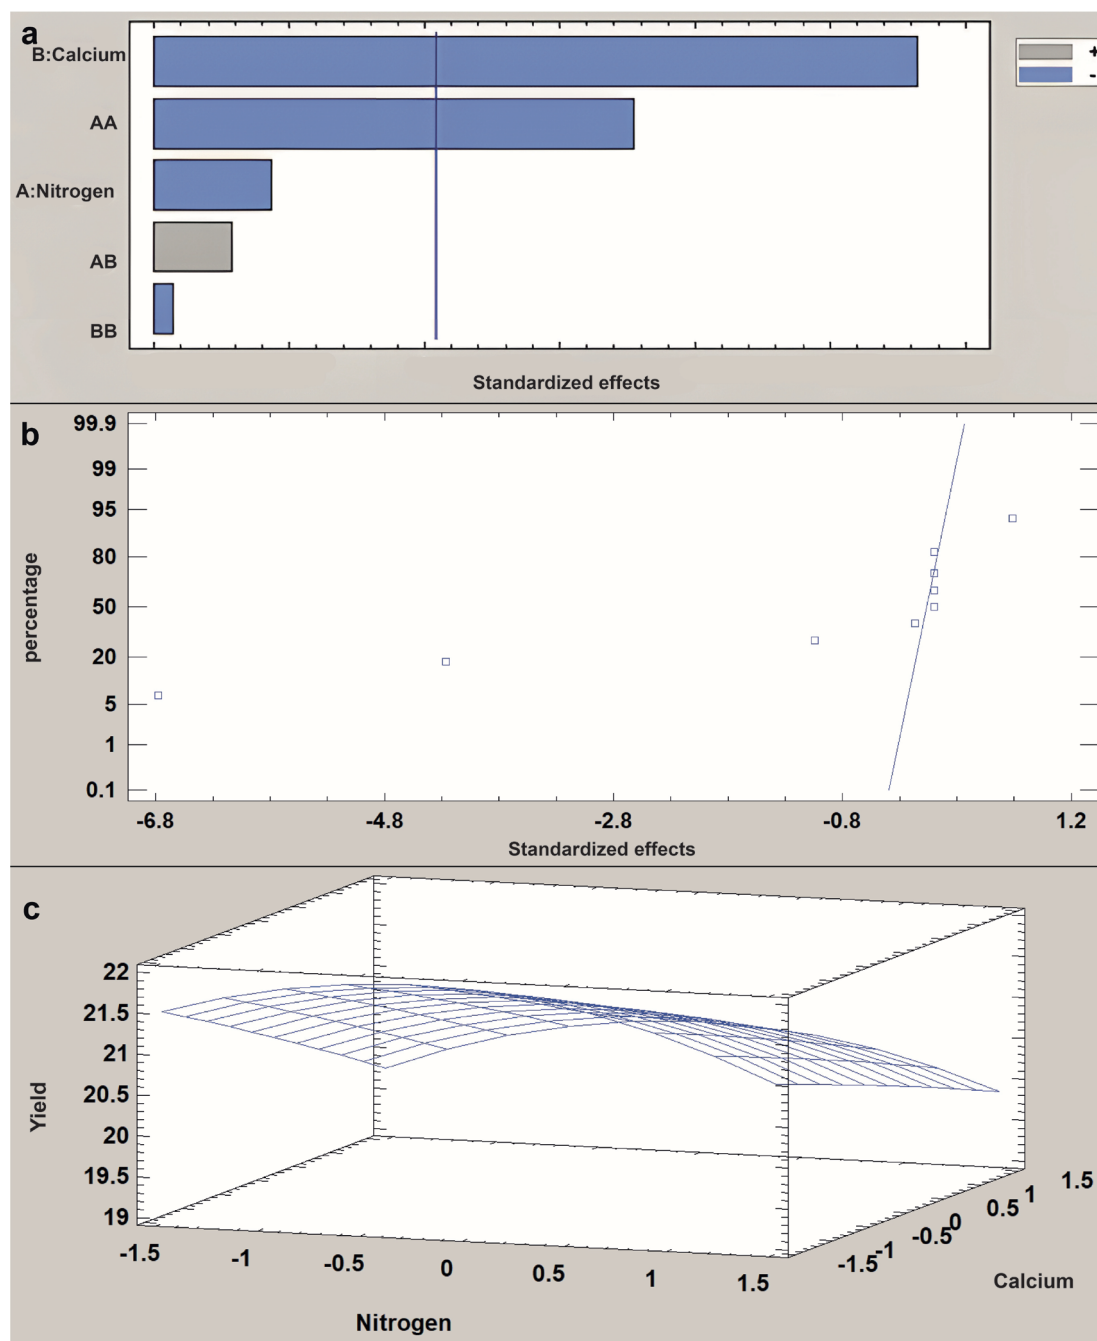 a
B:Calcium
AA
A:Nitrogen
AB
BB
+
-
Standardized effects
b
99.9
99
95
80
50
20
5
1
0.1
percentage
-6.8 -4.8 -2.8 -0.8 1.2
Standardized effects
c
22
21.5
21
20.5
20
19.5
19
Yield
-1.5 -1 -0.5 0 0.5 1 1.5
Nitrogen
-1.5 -1 -0.5 0 0.5 1 1.5
Calcium